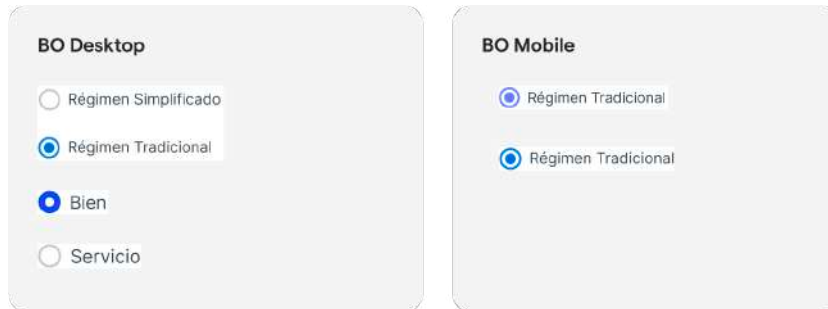 BO Desktop
Régimen Simplificado
Régimen Tradicional
Bien
Servicio
BO Mobile
Régimen Tradicional
Régimen Tradicional